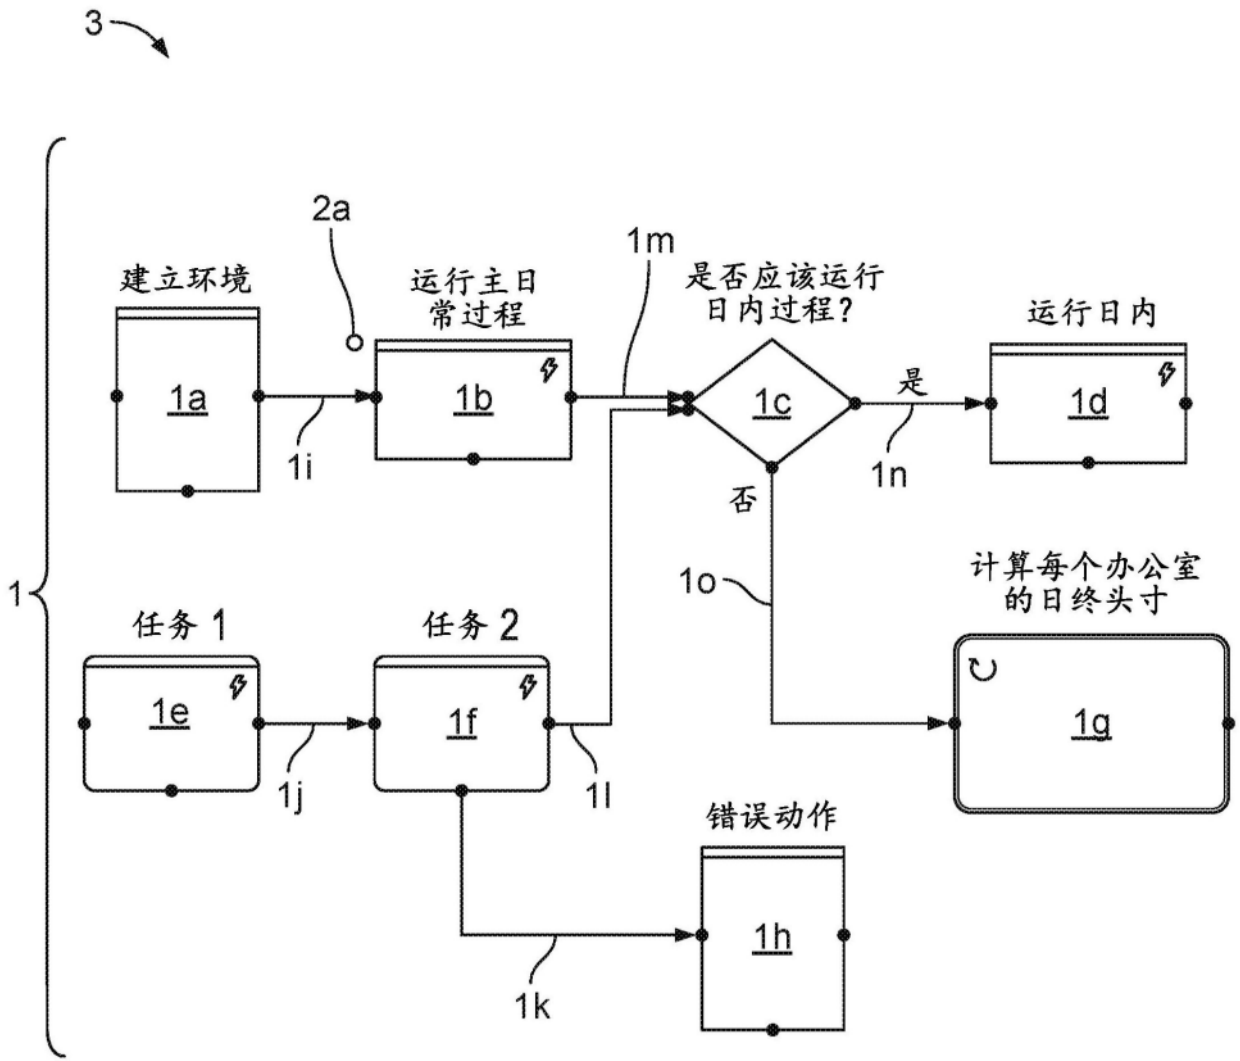 3
2a
1m
建立环境
运行主日
常过程
是否应该运行
日内过程?
运行日内
1a
1b
1c
是
1d
1i
1n
否
1
1o
计算每个办公室
的日终头寸
任务 1
任务 2
1e
1f
1g
1j
1l
错误动作
1h
1k